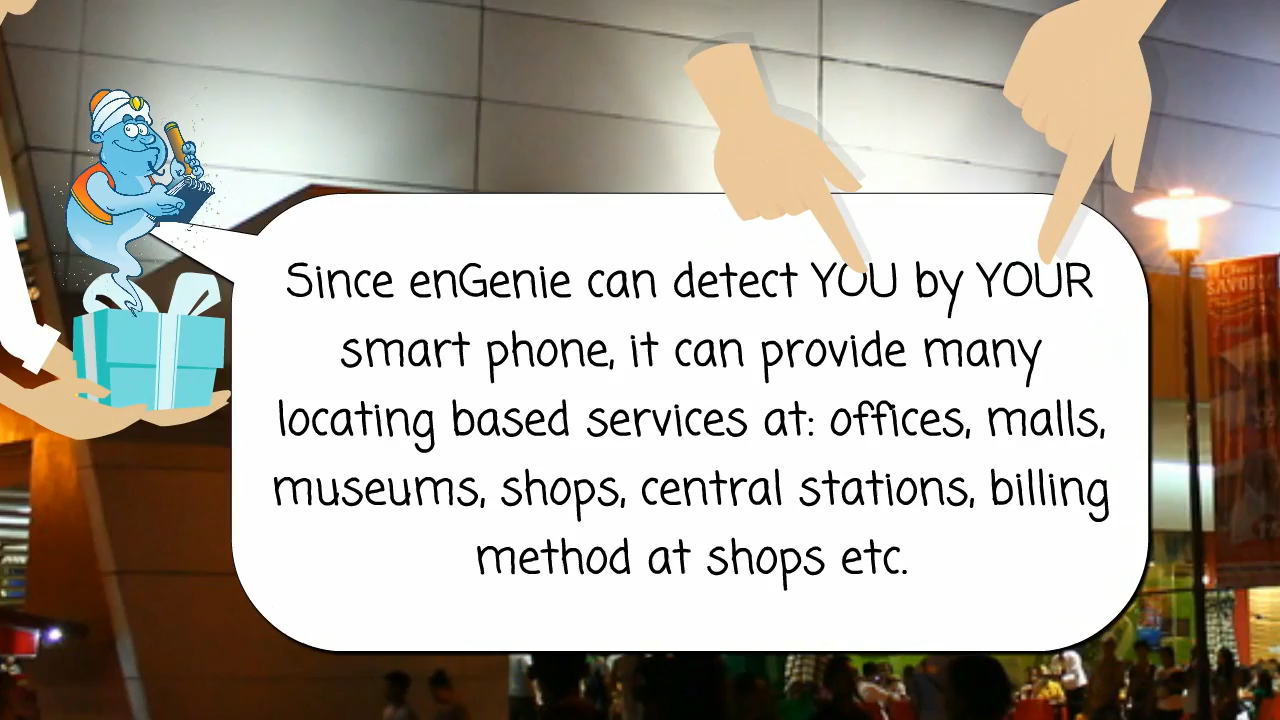 Since enGenie can detect YOU by YOUR
smart phone, it can provide many
locating based services at: offices, malls,
museums, shops, central stations, billing
method at shops etc.
SAVOY